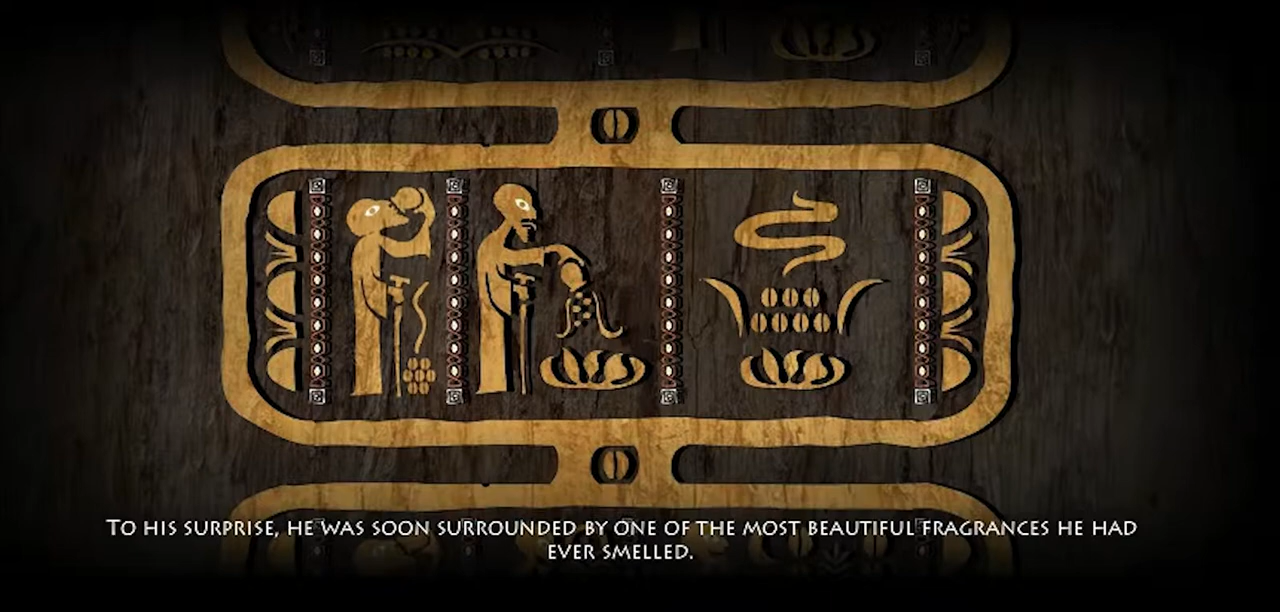 To his surprise, he was soon surrounded by one of the most beautiful fragrances he had
ever smelled.